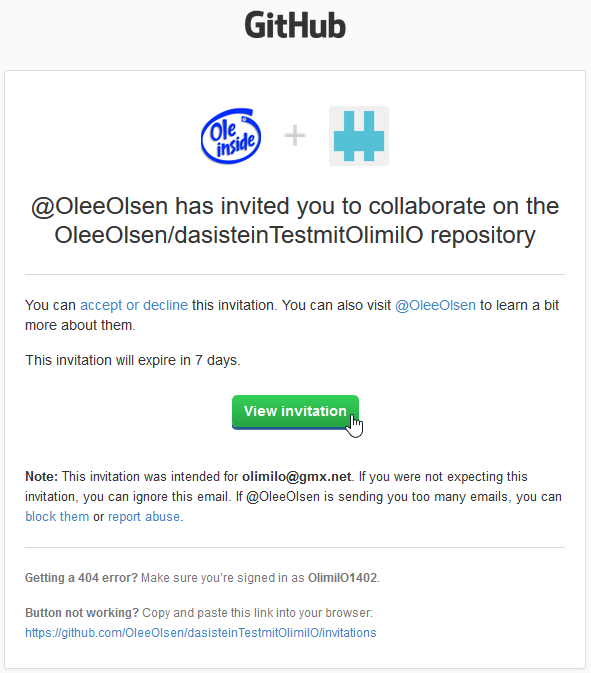 GitHub
Ole
inside
@OleeOlsen has invited you to collaborate on the
OleeOlsen/dasisteinTestmitOlimilO repository
You can accept or decline this invitation. You can also visit @OleeOlsen to learn a bit
more about them.
This invitation will expire in 7 days.
View invitation
Note: This invitation was intended for olimilo@gmx.net. If you were not expecting this
invitation, you can ignore this email. If @OleeOlsen is sending you too many emails, you can
block them or report abuse.
Getting a 404 error? Make sure you're signed in as OlimilO1402.
Button not working? Copy and paste this link into your browser:
https://github.com/OleeOlsen/dasisteinTestmitOlimilO/invitations